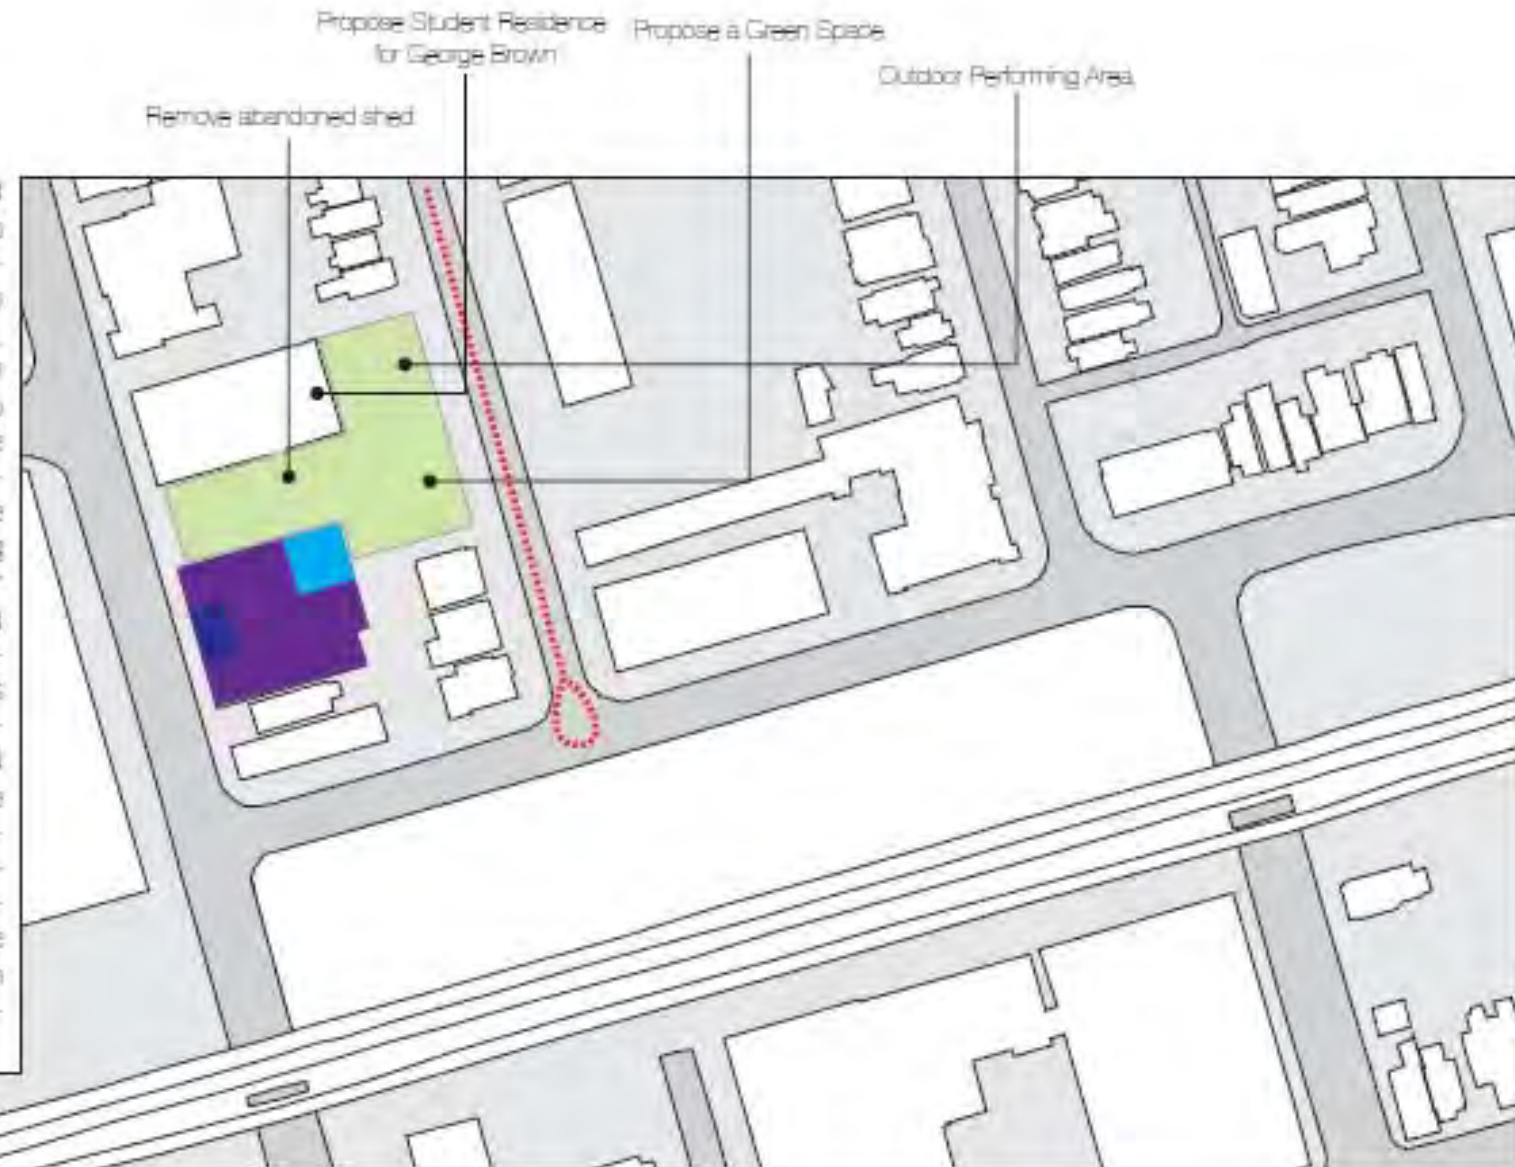 Propose Student Residence
for George Brown
Propose a Green Space
Outdoor Performing Area
Remove abandoned shed